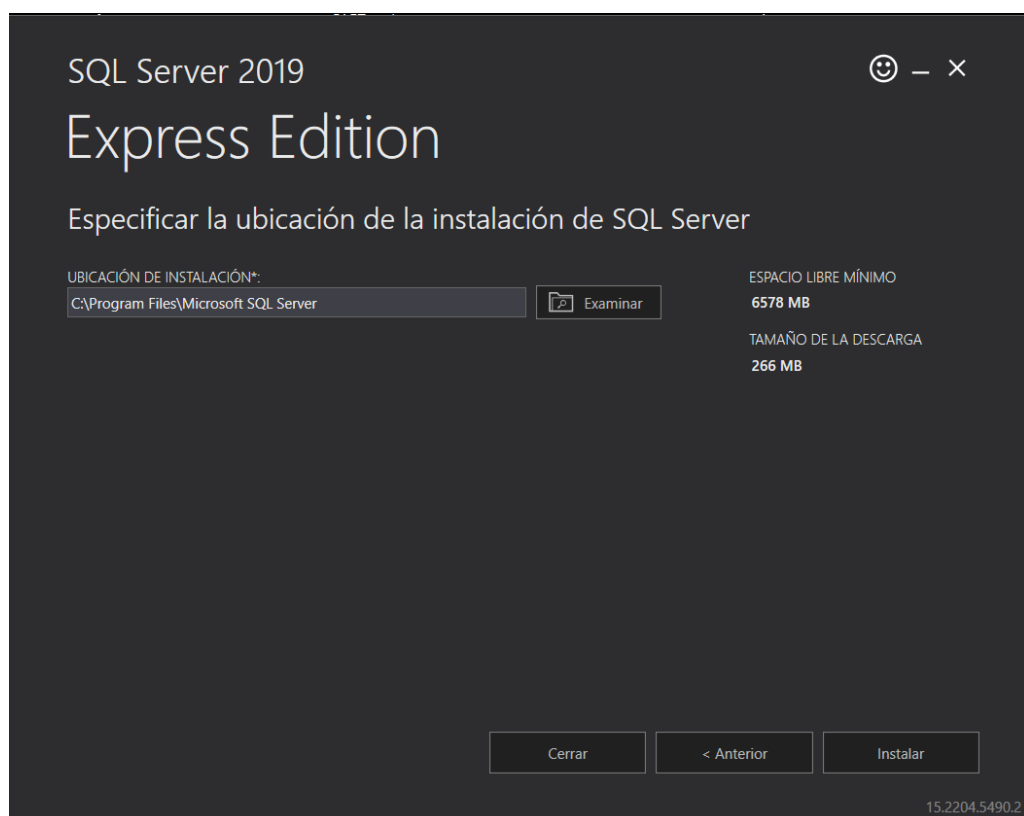 SQL Server 2019
Express Edition
Especificar la ubicación de la instalación de SQL Server
UBICACIÓN DE INSTALACIÓN*:
C:\Program Files\Microsoft SQL Server
Examinar
ESPACIO LIBRE MÍNIMO
6578 MB
TAMAÑO DE LA DESCARGA
266 MB
Cerrar
< Anterior
Instalar
15.2204.5490.2